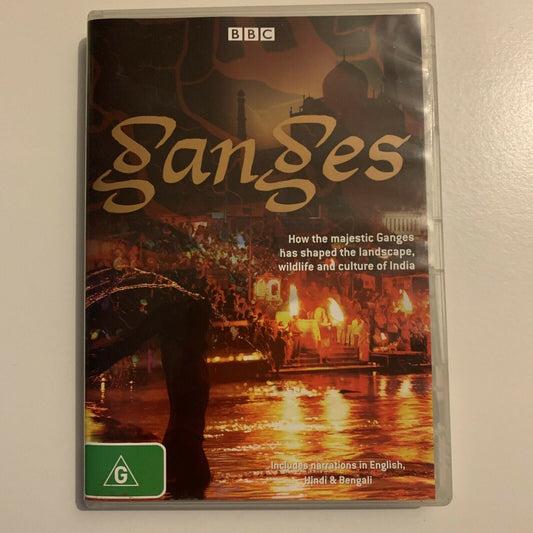 BBC
ganges
How the majestic Ganges
has shaped the landscape,
wildlife and culture of India
Includes narrations in English,
Hindi & Bengali
G